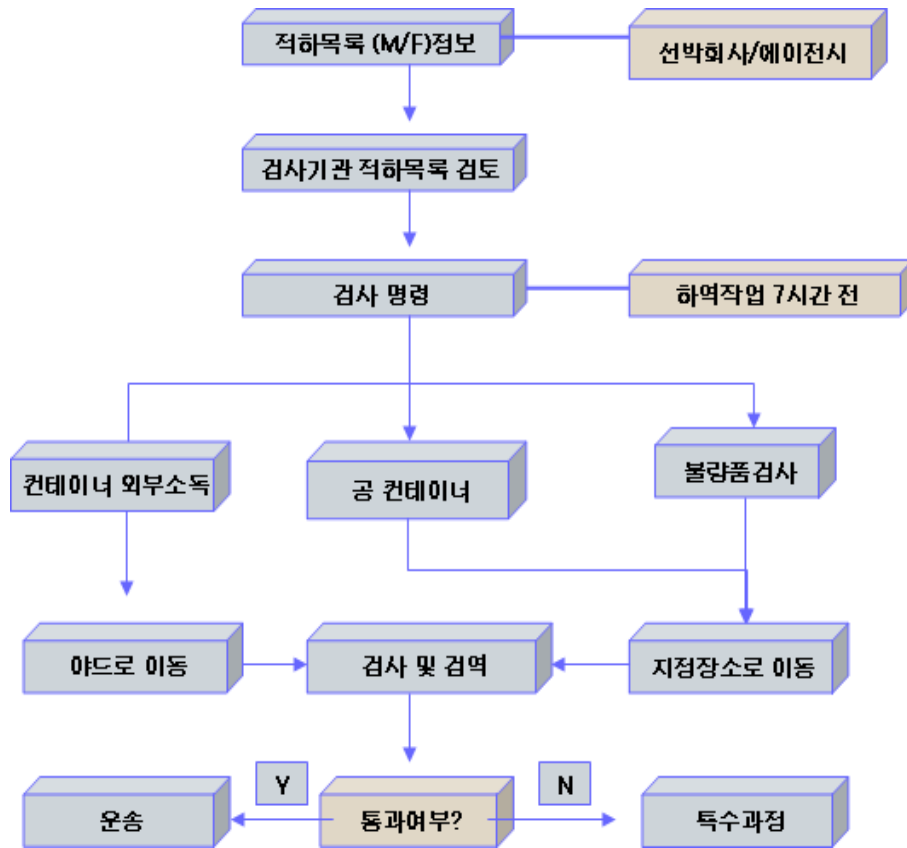 적하목록 (M/F)정보
선박회사/에이전시
검사기관 적하목록 검토
검사 명령
하역작업 7시간 전
컨테이너 외부소독
공 컨테이너
불량품검사
야드로 이동
검사 및 검역
지정장소로 이동
Y
N
운송
통과여부?
특수과정